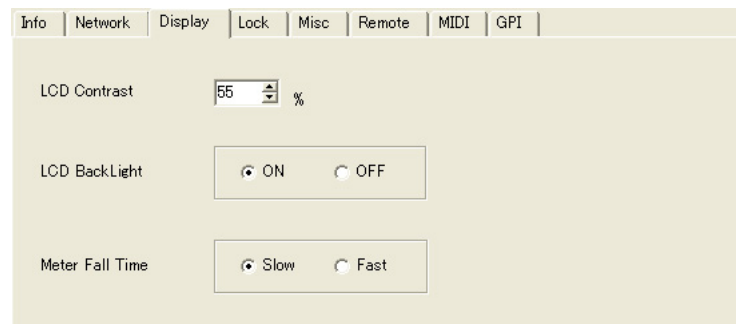 Info Network Display Lock Misc Remote MIDI GPI
LCD Contrast 55 %
LCD BackLight ON OFF
Meter Fall Time Slow Fast